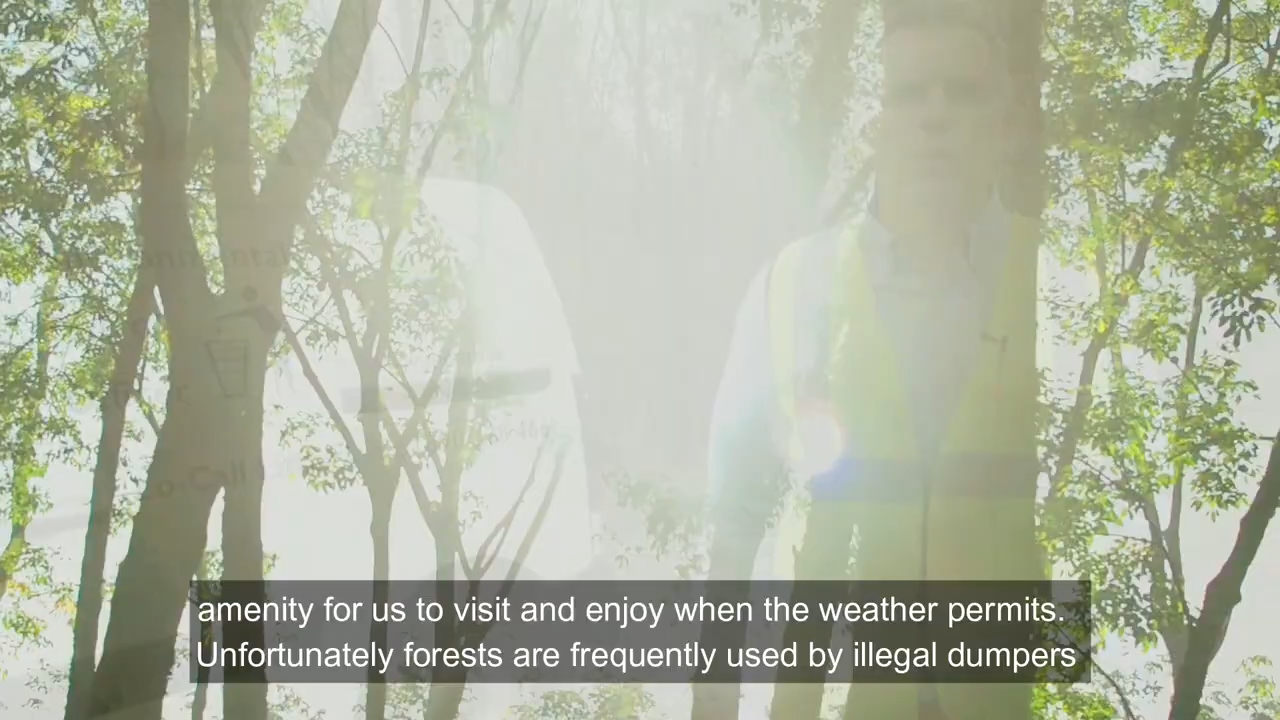 amenity for us to visit and enjoy when the weather permits.
Unfortunately forests are frequently used by illegal dumpers